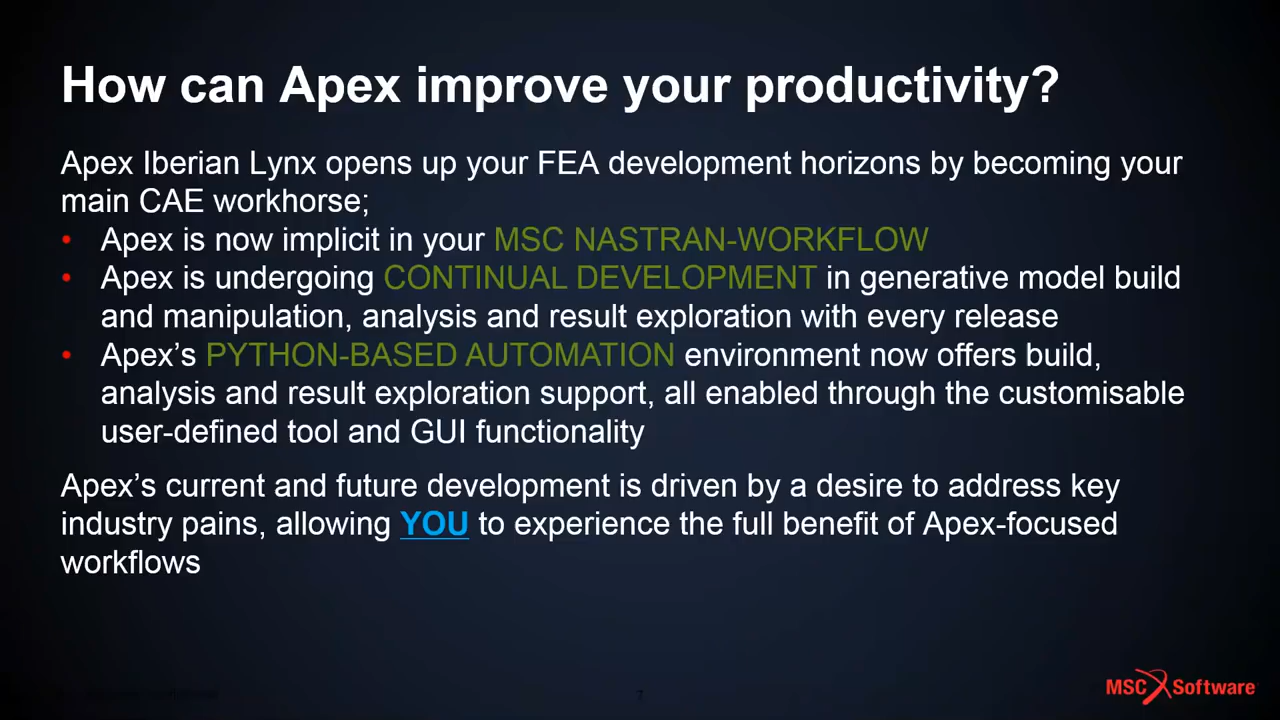 How can Apex improve your productivity?
Apex Iberian Lynx opens up your FEA development horizons by becoming your
main CAE workhorse;
• Apex is now implicit in your MSC NASTRAN-WORKFLOW
• Apex is undergoing CONTINUAL DEVELOPMENT in generative model build
and manipulation, analysis and result exploration with every release
• Apex's PYTHON-BASED AUTOMATION environment now offers build,
analysis and result exploration support, all enabled through the customisable
user-defined tool and GUI functionality
Apex's current and future development is driven by a desire to address key
industry pains, allowing YOU to experience the full benefit of Apex-focused
workflows
7
MSC Software